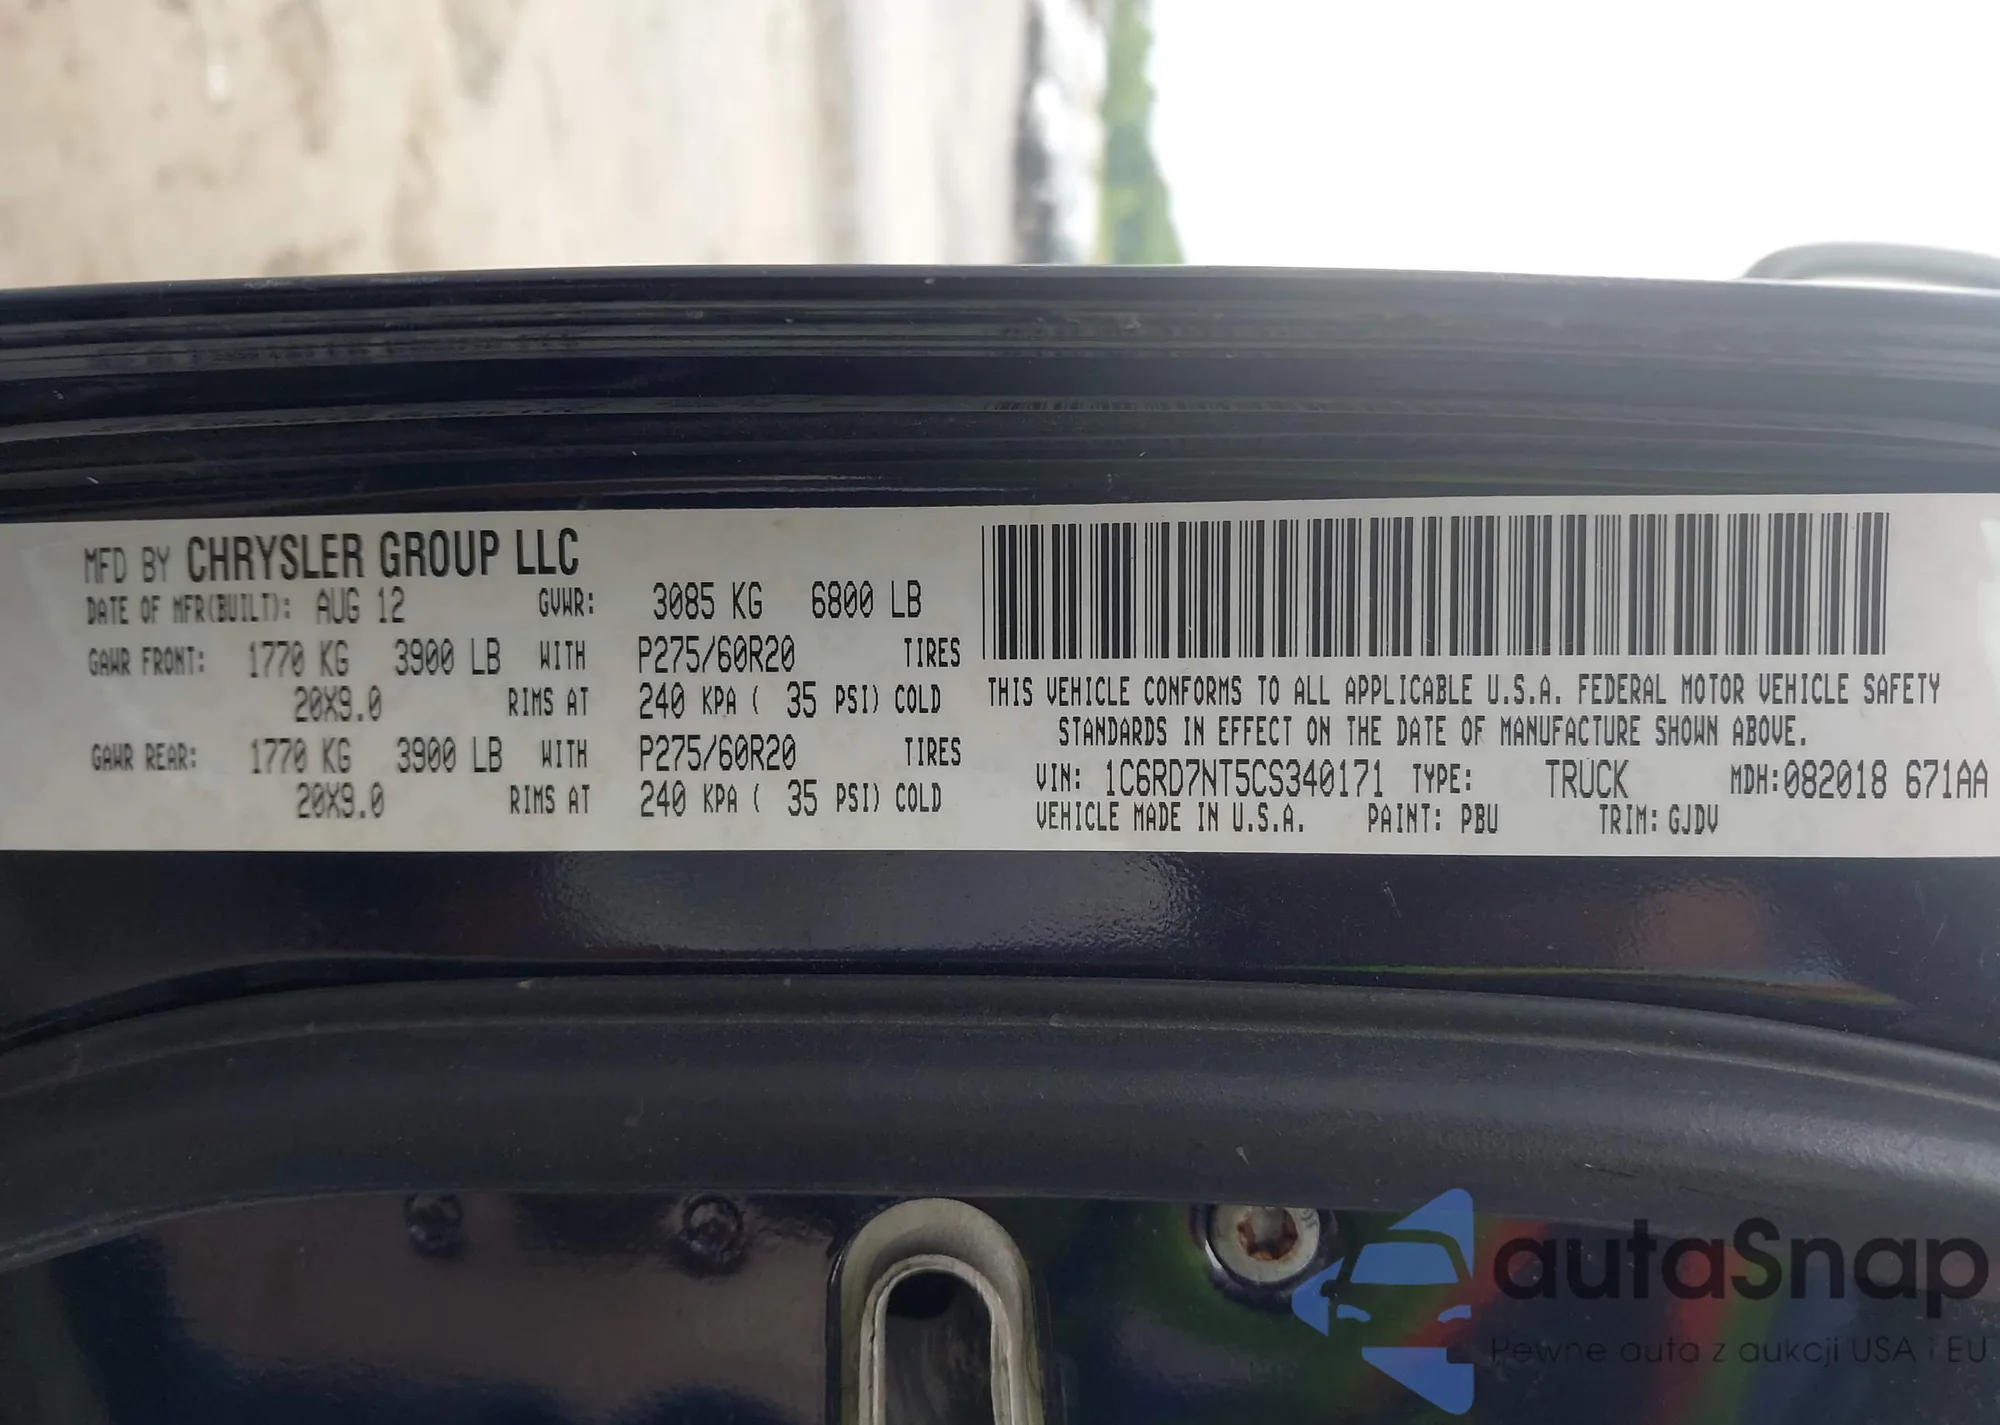 MFD BY CHRYSLER GROUP LLC
DATE OF MFR(BUILT): AUG 12 GVWR: 3085 KG 6800 LB
GAWR FRONT: 1770 KG 3900 LB WITH P275/60R20 TIRES
20X9.0 RIMS AT 240 KPA ( 35 PSI) COLD
GAWR REAR: 1770 KG 3900 LB WITH P275/60R20 TIRES
20X9.0 RIMS AT 240 KPA ( 35 PSI) COLD
THIS VEHICLE CONFORMS TO ALL APPLICABLE U.S.A. FEDERAL MOTOR VEHICLE SAFETY
STANDARDS IN EFFECT ON THE DATE OF MANUFACTURE SHOWN ABOVE.
VIN: 1C6RD7NT5CS340171 TYPE: TRUCK MDH:082018 671AA
VEHICLE MADE IN U.S.A. PAINT: PBU TRIM: GJDV
autaSnap
Pewne auta z aukcji USA i EU